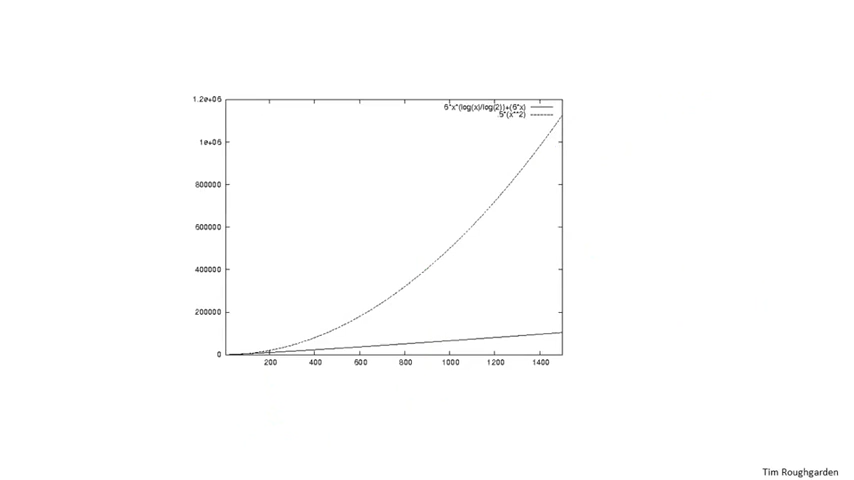 1.2e+06
6*x*(log(x)/log(2))+(6*x)
.5*(x**2)
1e+06
800000
600000
400000
200000
0
200 400 600 800 1000 1200 1400
Tim Roughgarden